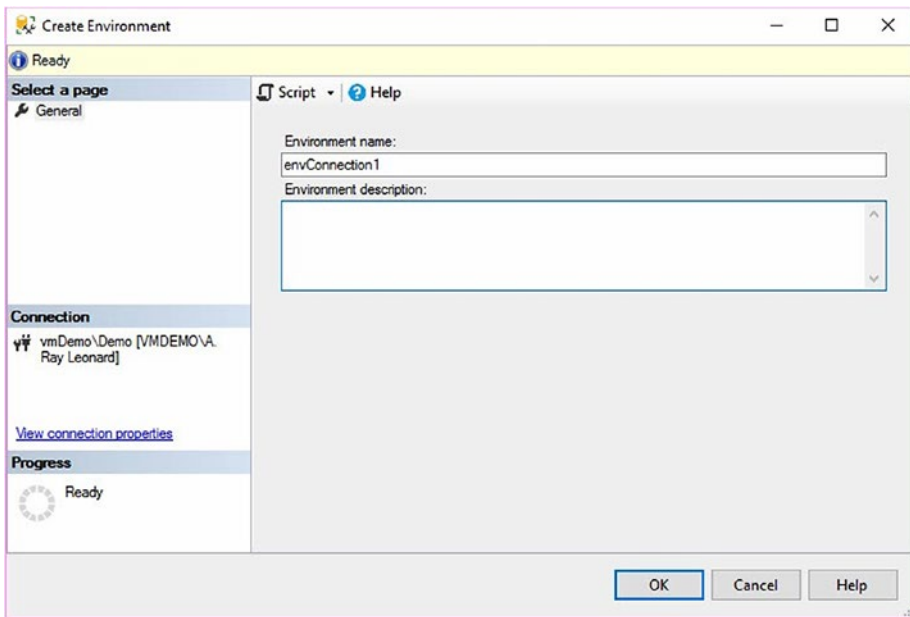 Create Environment
Ready
Select a page
General
Script
Help
Environment name:
envConnection1
Environment description:
Connection
vmDemo\Demo [VMDEMO\A.
Ray Leonard]
View connection properties
Progress
Ready
OK
Cancel
Help